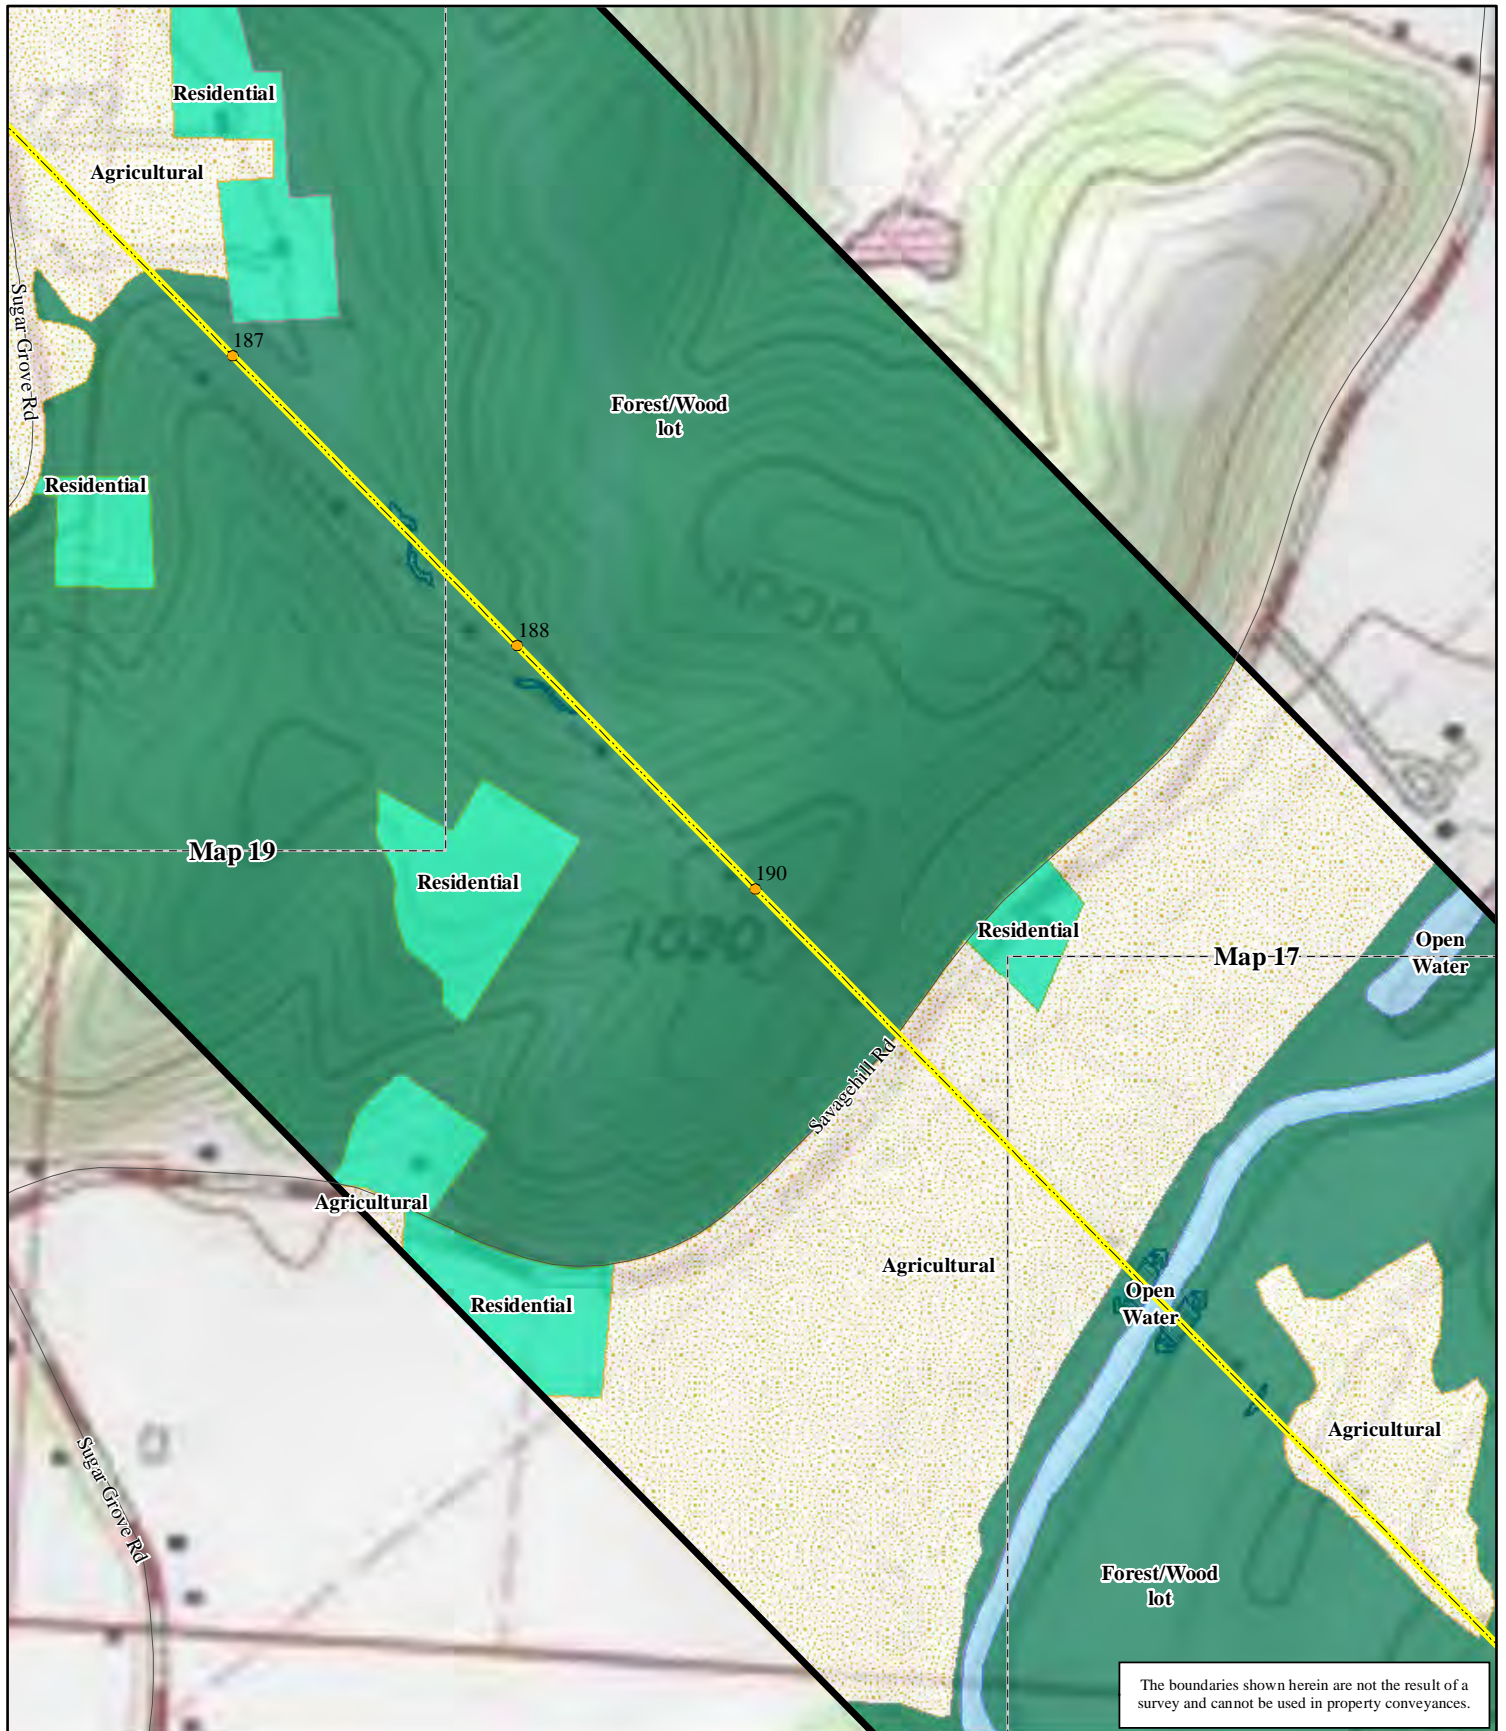 Residential
Agricultural
Sugar Grove Rd
187
Forest/Wood
lot
Residential
1030
188
84
Map 19
Residential
190
1020
Residential
Map 17
Open
Water
Savagehill Rd
Agricultural
Agricultural
Open
Water
Residential
Agricultural
Sugar Grove Rd
Forest/Wood
lot
The boundaries shown herein are not the result of a
survey and cannot be used in property conveyances.